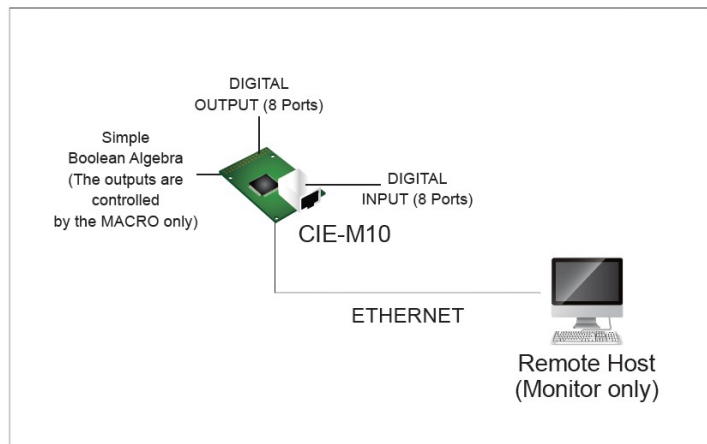 DIGITAL
OUTPUT (8 Ports)
Simple
Boolean Algebra
(The outputs are
controlled
by the MACRO only)
DIGITAL
INPUT (8 Ports)
CIE-M10
ETHERNET
Remote Host
(Monitor only)